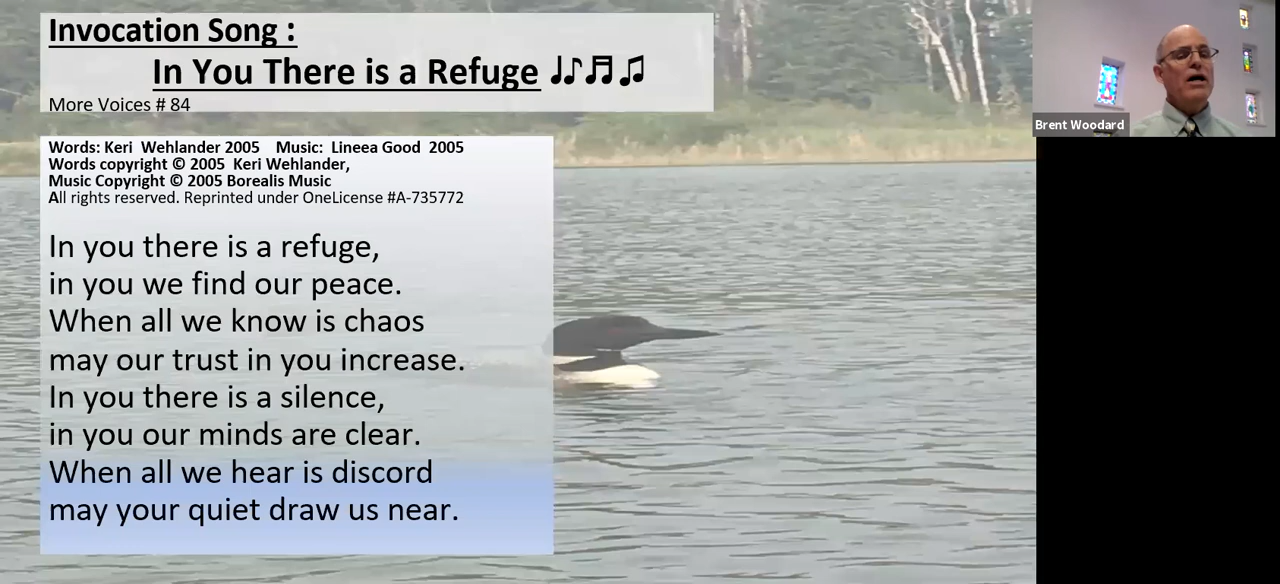 Invocation Song :
In You There is a Refuge ♩♪♬♫
More Voices # 84
Words: Keri Wehlander 2005 Music: Lineea Good 2005
Words copyright © 2005 Keri Wehlander,
Music Copyright © 2005 Borealis Music
All rights reserved. Reprinted under OneLicense #A-735772
In you there is a refuge,
in you we find our peace.
When all we know is chaos
may our trust in you increase.
In you there is a silence,
in you our minds are clear.
When all we hear is discord
may your quiet draw us near.
Brent Woodard